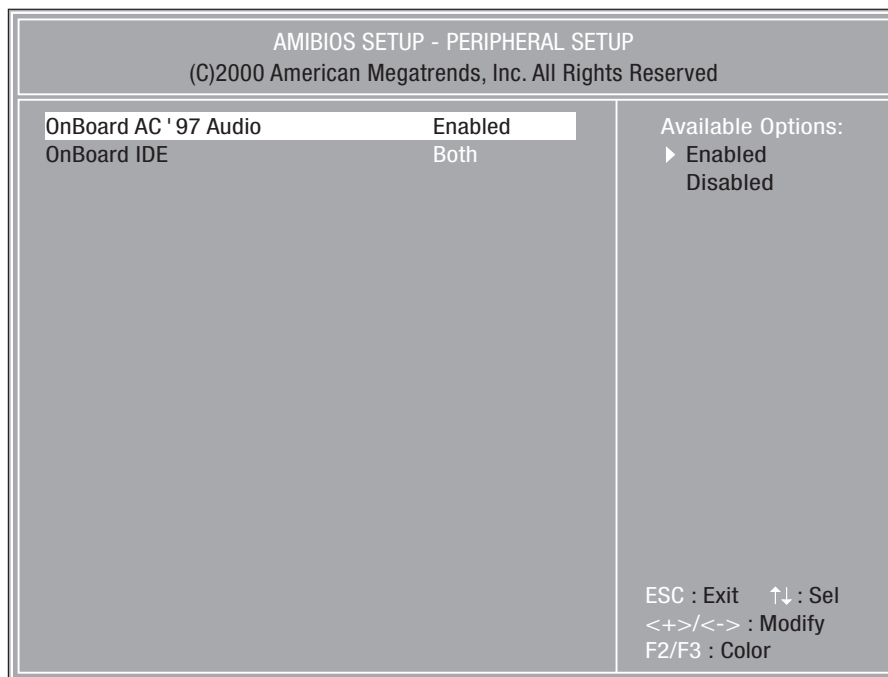 AMIBIOS SETUP - PERIPHERAL SETUP
(C)2000 American Megatrends, Inc. All Rights Reserved
OnBoard AC ' 97 Audio Enabled
OnBoard IDE Both
Available Options:
Enabled
Disabled
ESC : Exit ↑↓ : Sel
<+>/<-> : Modify
F2/F3 : Color